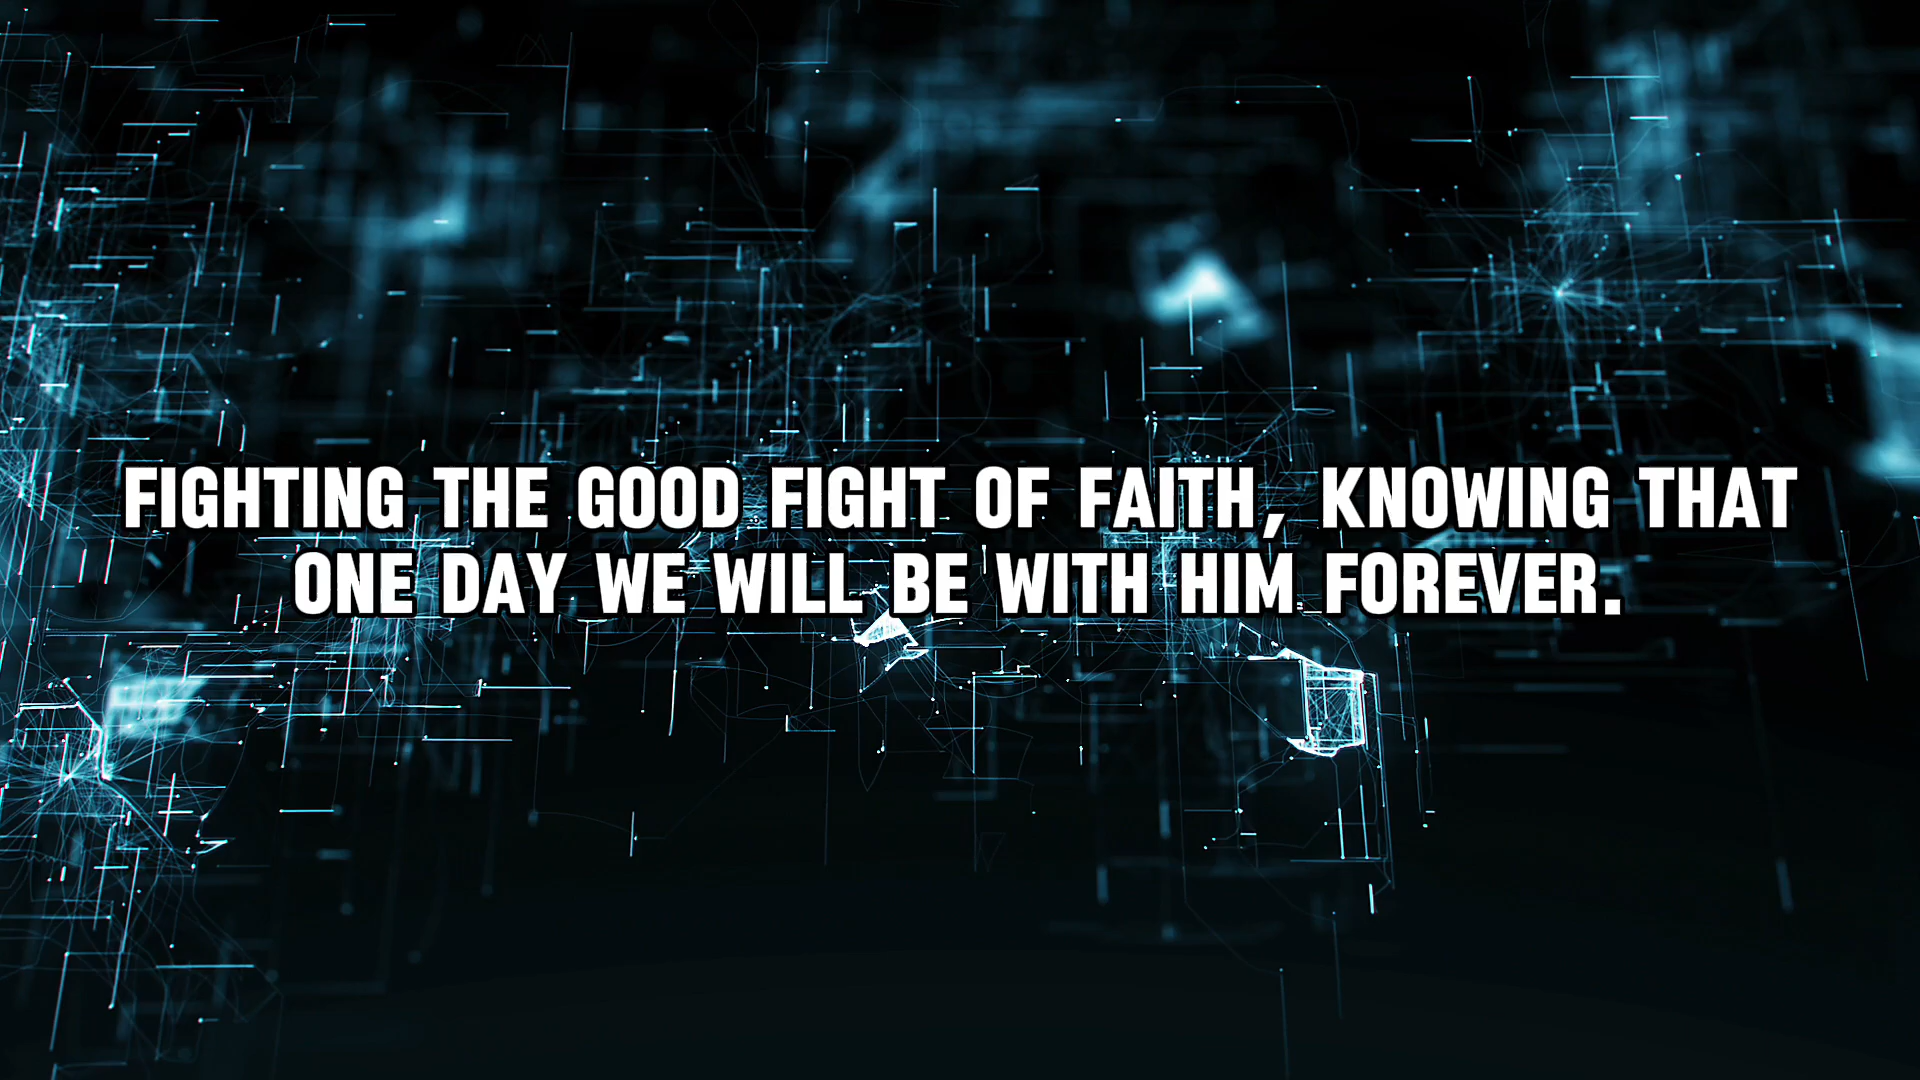 FIGHTING THE GOOD FIGHT OF FAITH, KNOWING THAT
ONE DAY WE WILL BE WITH HIM FOREVER.